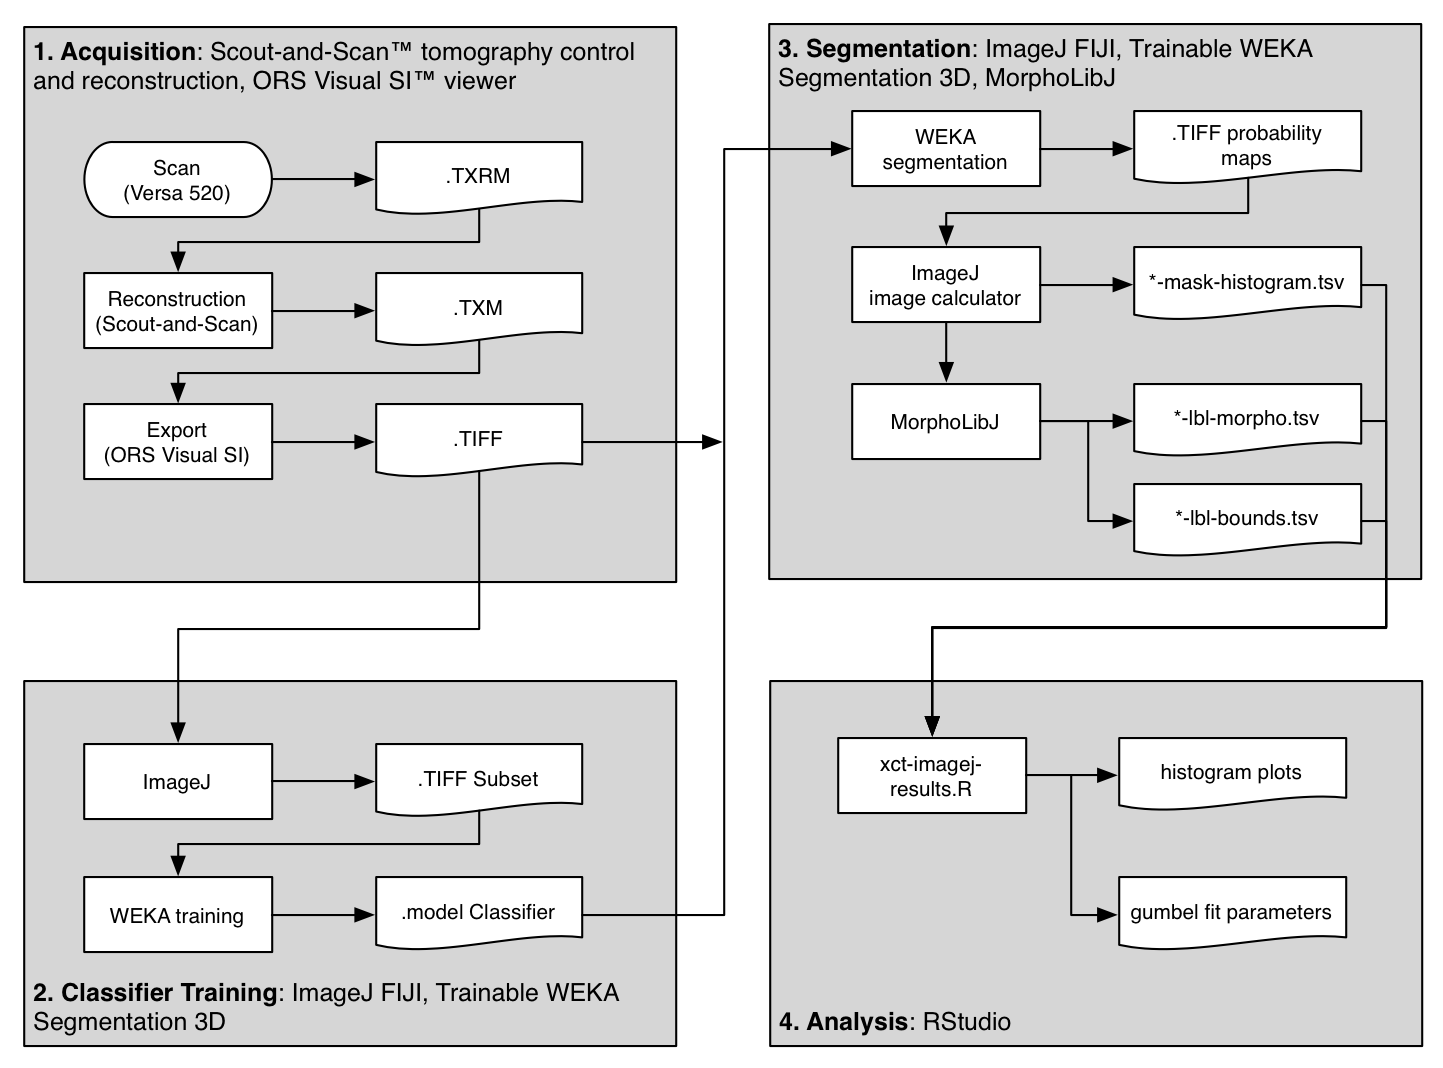 1. Acquisition: Scout-and-Scan™ tomography control
and reconstruction, ORS Visual SI™ viewer
Scan
(Versa 520)
.TXRM
Reconstruction
(Scout-and-Scan)
.TXM
Export
(ORS Visual SI)
.TIFF
ImageJ
.TIFF Subset
WEKA training
.model Classifier
2. Classifier Training: ImageJ FIJI, Trainable WEKA
Segmentation 3D
3. Segmentation: ImageJ FIJI, Trainable WEKA
Segmentation 3D, MorphoLibJ
WEKA
segmentation
.TIFF probability
maps
ImageJ
image calculator
*-mask-histogram.tsv
MorphoLibJ
*-lbl-morpho.tsv
*-lbl-bounds.tsv
xct-imagej-
results.R
histogram plots
gumbel fit parameters
4. Analysis: RStudio